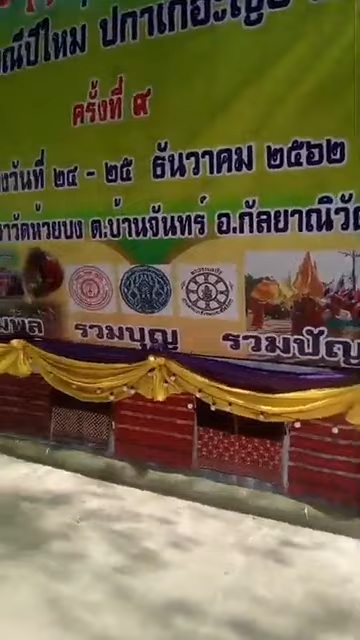 ณีปีใหม่ ปกาเกอะญอ
ครั้งที่ ๙
วันที่ ๒๔ - ๒๕ ธันวาคม ๒๕๖๒
วัดห้วยบง ต.บ้านจันทร์ อ.กัลยาณิวั
รวมบุญ รวมปัญ